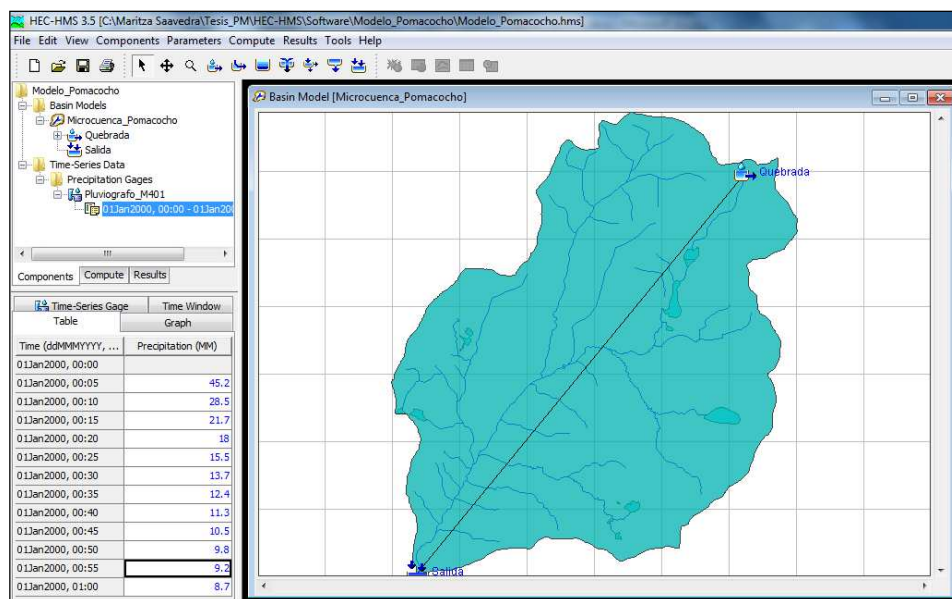 HEC-HMS 3.5 [C:\Maritza Saavedra\Tesis_PM\HEC-HMS\Software\Modelo_Pomacocho\Modelo_Pomacocho.hms]
File Edit View Components Parameters Compute Results Tools Help
Modelo_Pomacocho
Basin Models
Microcuenca_Pomacocho
Quebrada
Salida
Time-Series Data
Precipitation Gages
Pluviografo_M401
01Jan2000, 00:00 - 01Jan20
Components Compute Results
Time-Series Gage Time Window
Table Graph
Time (ddMMMYYYY, ... Precipitation (MM)
01Jan2000, 00:00
01Jan2000, 00:05 45.2
01Jan2000, 00:10 28.5
01Jan2000, 00:15 21.7
01Jan2000, 00:20 18
01Jan2000, 00:25 15.5
01Jan2000, 00:30 13.7
01Jan2000, 00:35 12.4
01Jan2000, 00:40 11.3
01Jan2000, 00:45 10.5
01Jan2000, 00:50 9.8
01Jan2000, 00:55 9.2
01Jan2000, 01:00 8.7
Basin Model [Microcuenca_Pomacocho]
Quebrada
Salida